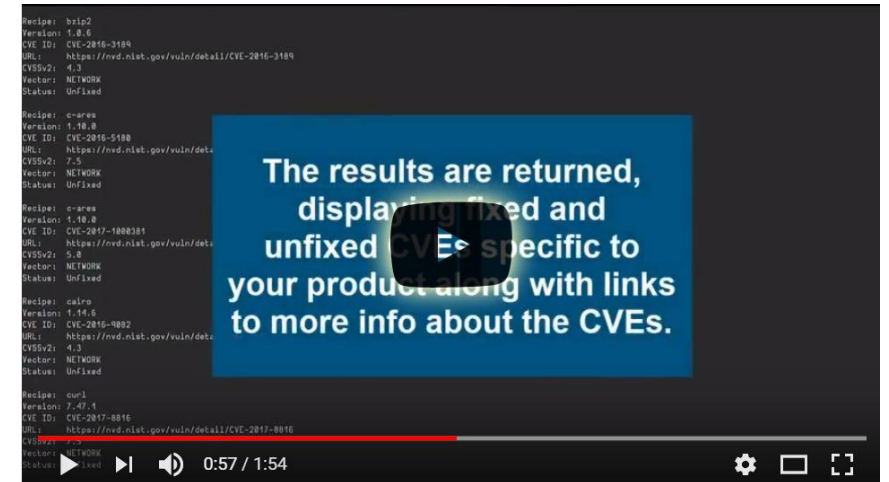 Recipe: bzip2
Version: 1.0.6
CVE ID: CVE-2016-3189
URL: https://nvd.nist.gov/vuln/detail/CVE-2016-3189
CVSSv2: 4.3
Vector: NETWORK
Status: Unfixed
Recipe: c-ares
Version: 1.10.0
CVE ID: CVE-2016-5180
URL: https://nvd.nist.gov/vuln/deta
CVSSv2: 7.5
Vector: NETWORK
Status: Unfixed
Recipe: c-ares
Version: 1.10.0
CVE ID: CVE-2017-1000381
URL: https://nvd.nist.gov/vuln/deta
CVSSv2: 5.0
Vector: NETWORK
Status: Unfixed
Recipe: cairo
Version: 1.14.6
CVE ID: CVE-2016-9082
URL: https://nvd.nist.gov/vuln/deta
CVSSv2: 4.3
Vector: NETWORK
Status: Unfixed
Recipe: curl
Version: 7.47.1
CVE ID: CVE-2017-8816
URL: https://nvd.nist.gov/vuln/detail/CVE-2017-8816
CVSSv2: 7.5
Vector: NETWORK
Status: Unfixed
The results are returned,
displaying fixed and
unfixed CVEs specific to
your product along with links
to more info about the CVEs.
0:57 / 1:54